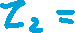 Z₂ =